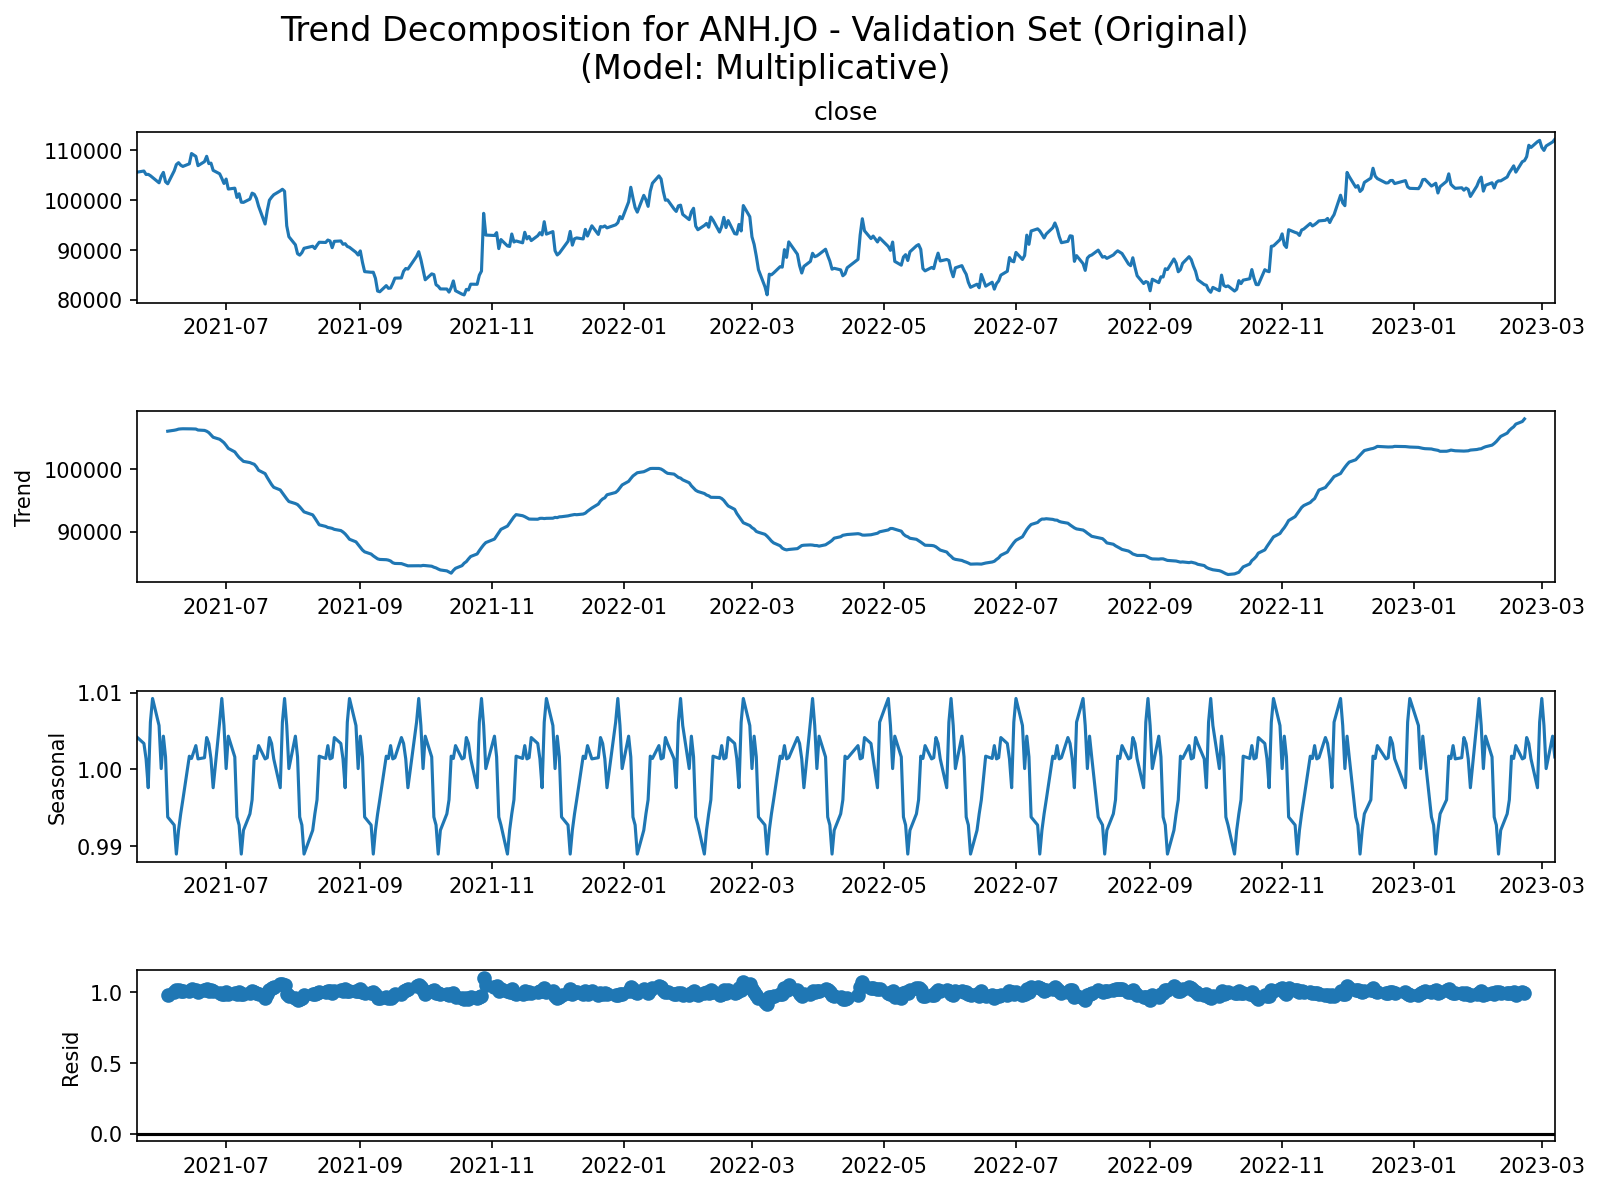 Trend Decomposition for ANH.JO - Validation Set (Original)
(Model: Multiplicative)
close
110000
100000
90000
80000
2021-07 2021-09 2021-11 2022-01 2022-03 2022-05 2022-07 2022-09 2022-11 2023-01 2023-03
Trend
100000
90000
2021-07 2021-09 2021-11 2022-01 2022-03 2022-05 2022-07 2022-09 2022-11 2023-01 2023-03
Seasonal
1.01
1.00
0.99
2021-07 2021-09 2021-11 2022-01 2022-03 2022-05 2022-07 2022-09 2022-11 2023-01 2023-03
Resid
1.0
0.5
0.0
2021-07 2021-09 2021-11 2022-01 2022-03 2022-05 2022-07 2022-09 2022-11 2023-01 2023-03